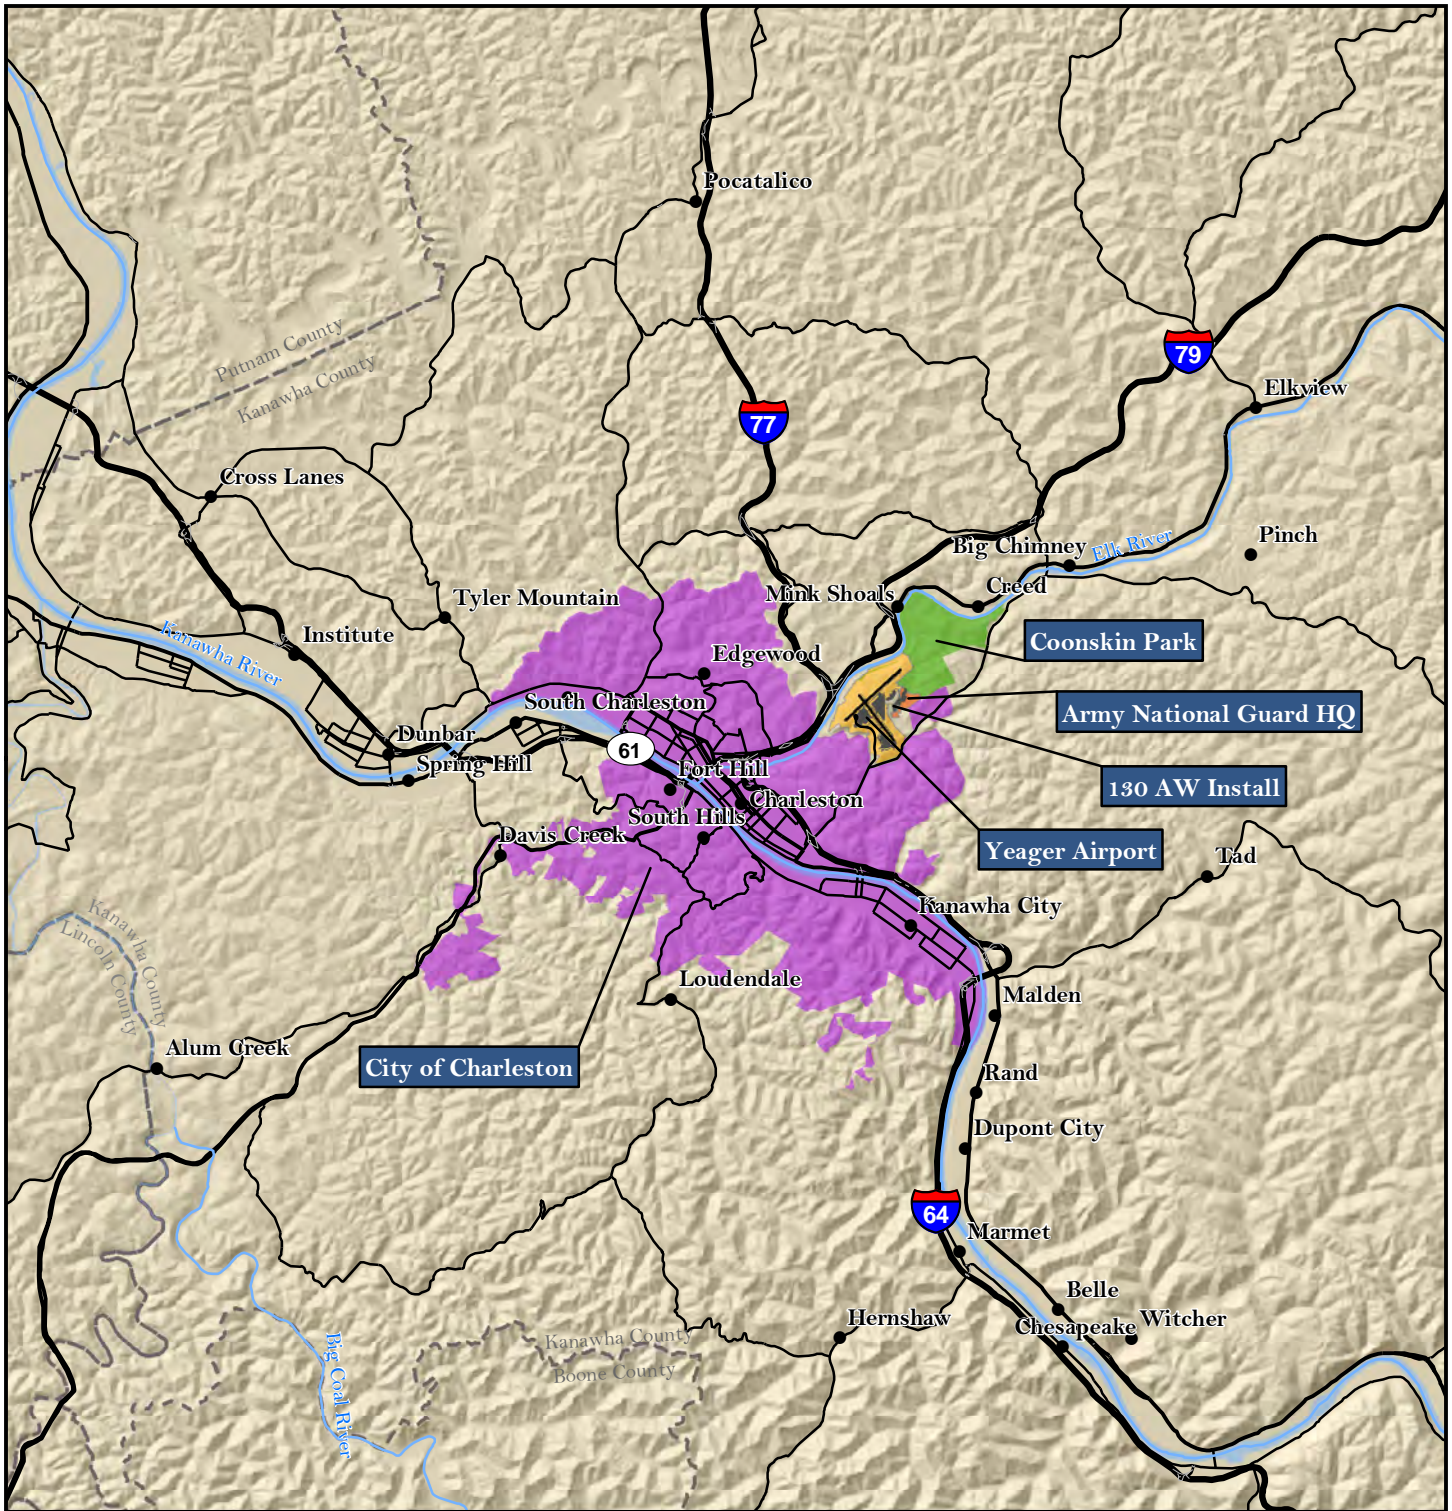 Pocatalico
Putnam County
Kanawha County
79
Elkview
77
Cross Lanes
Pinch
Big Chimney
Elk River
Creed
Mink Shoals
Tyler Mountain
Institute
Kanawha River
Coonskin Park
Edgewood
South Charleston
Army National Guard HQ
Dunbar
61
Spring Hill
Fort Hill
130 AW Install
Charleston
South Hills
Davis Creek
Yeager Airport
Tad
Kanawha City
Kanawha County
Lincoln County
Loudendale
Malden
Alum Creek
City of Charleston
Rand
Dupont City
64
Marmet
Belle
Hernshaw
Chesapeake
Witcher
Kanawha County
Boone County
Big Coal River